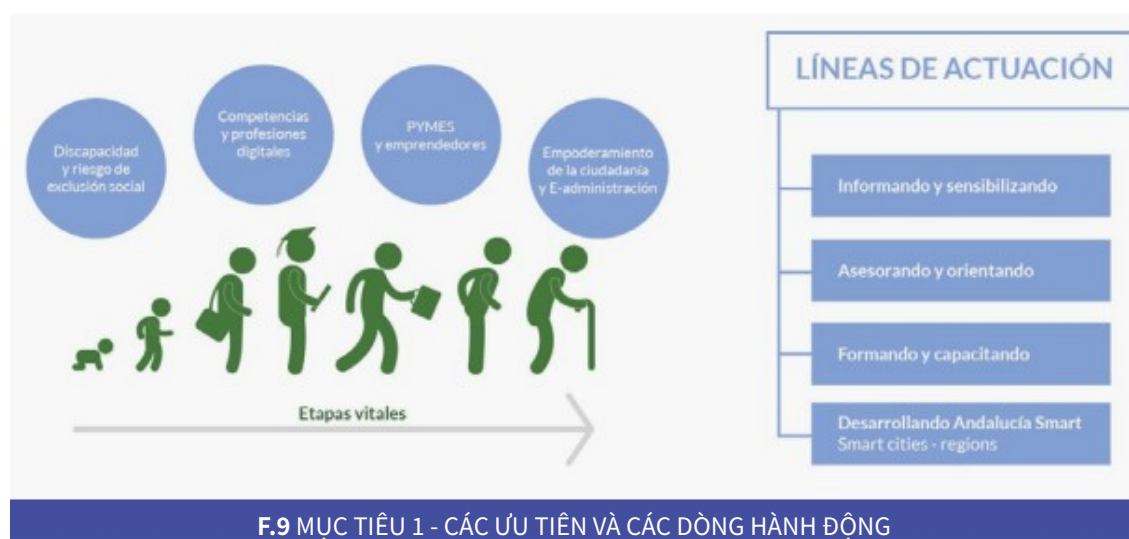 Discapacidad
y riesgo de
exclusión social
Competencias
y profesiones
digitales
PYMES
y emprendedores
Empoderamiento
de la ciudadanía
y E-administración
Etapas vitales
LÍNEAS DE ACTUACIÓN
Informando y sensibilizando
Asesorando y orientando
Formando y capacitando
Desarrollando Andalucía Smart
Smart cities - regions
F.9 MỤC TIÊU 1 - CÁC ƯU TIÊN VÀ CÁC DÒNG HÀNH ĐỘNG